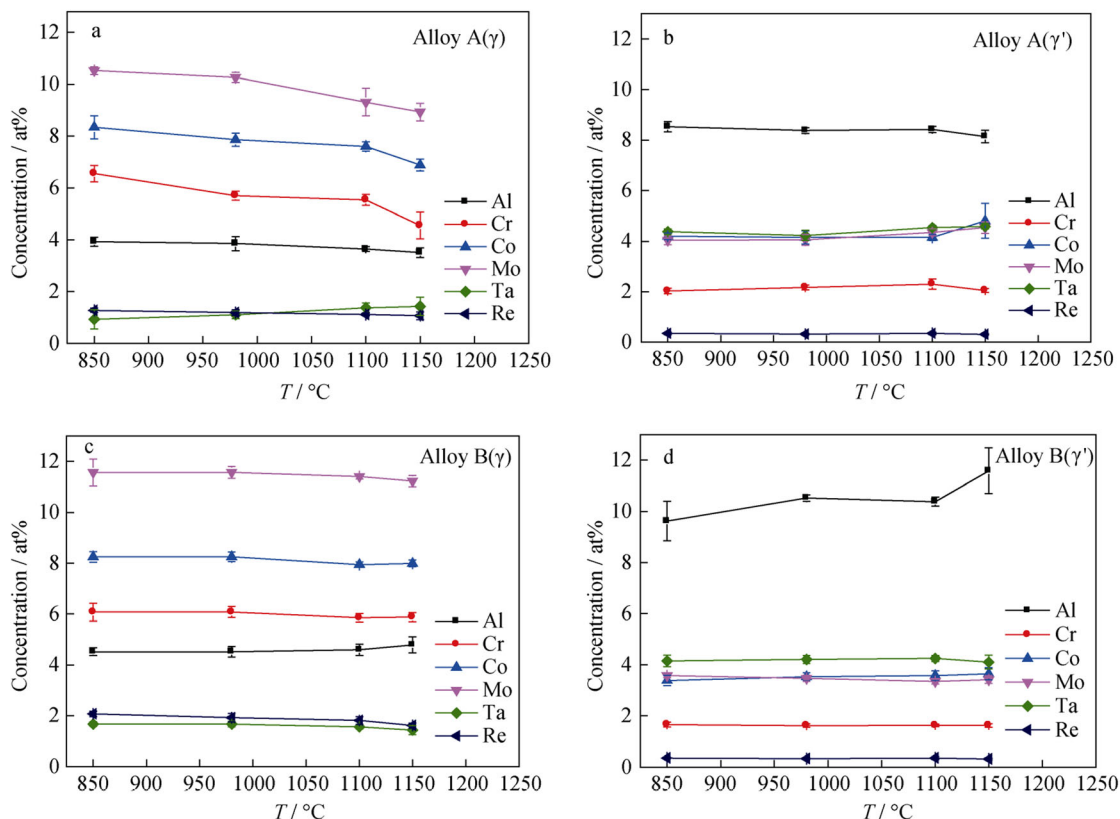 a
Alloy A(γ)
12
10
8
6
4
2
0
Concentration / at%
Al
Cr
Co
Mo
Ta
Re
850 900 950 1000 1050 1100 1150 1200 1250
T / °C
b
Alloy A(γ')
12
10
8
6
4
2
0
Concentration / at%
Al
Cr
Co
Mo
Ta
Re
850 900 950 1000 1050 1100 1150 1200 1250
T / °C
c
Alloy B(γ)
12
10
8
6
4
2
0
Concentration / at%
Al
Cr
Co
Mo
Ta
Re
850 900 950 1000 1050 1100 1150 1200 1250
T / °C
d
Alloy B(γ')
12
10
8
6
4
2
0
Concentration / at%
Al
Cr
Co
Mo
Ta
Re
850 900 950 1000 1050 1100 1150 1200 1250
T / °C